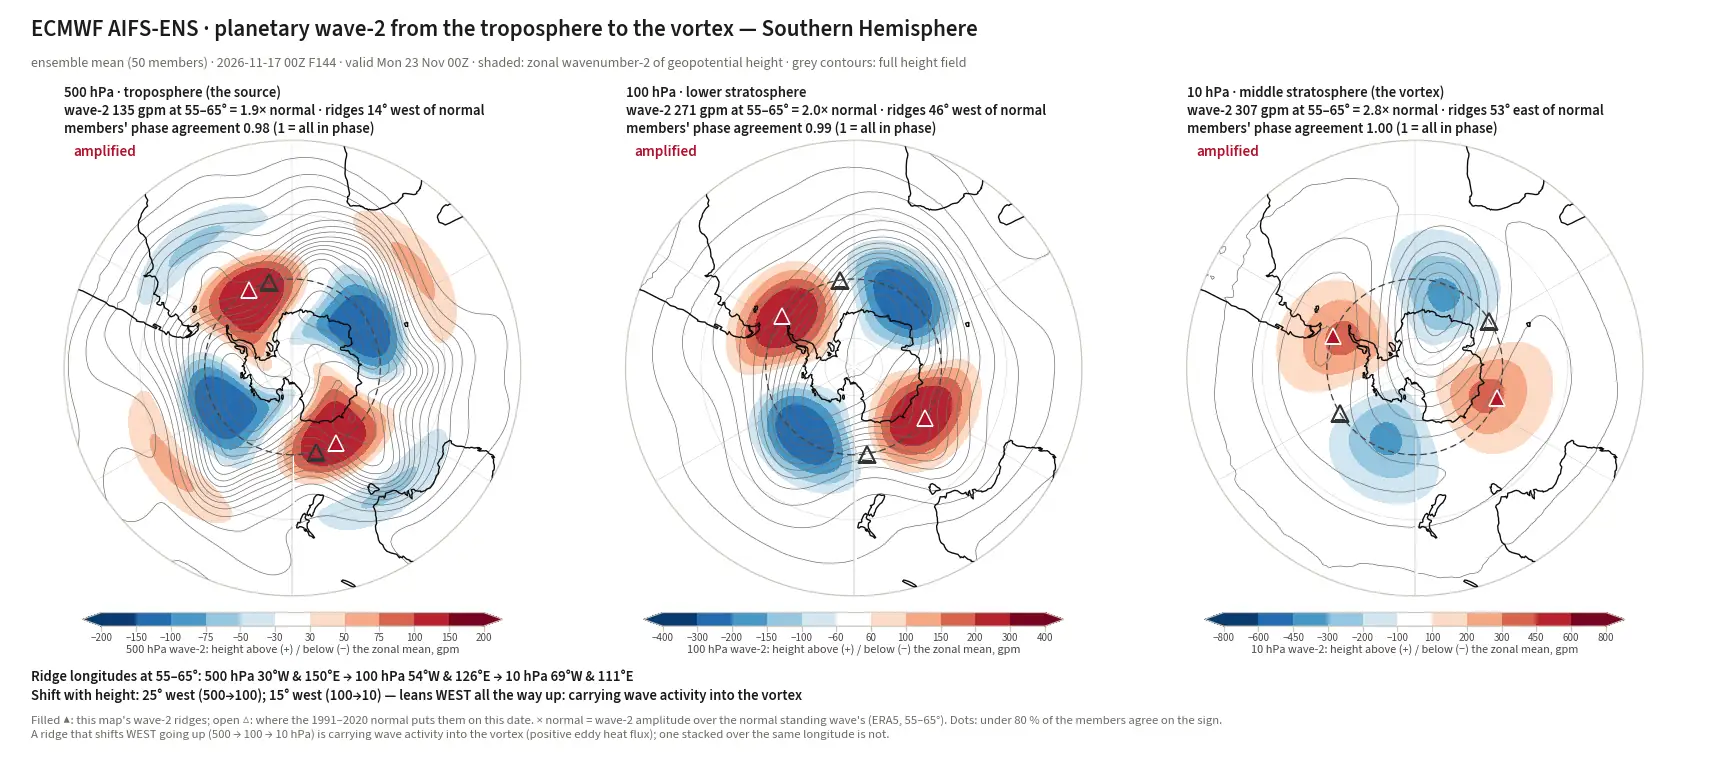 ECMWF AIFS-ENS · planetary wave-2 from the troposphere to the vortex — Southern Hemisphere
ensemble mean (50 members) · 2026-11-17 00Z F144 · valid Mon 23 Nov 00Z · shaded: zonal wavenumber-2 of geopotential height · grey contours: full height field
500 hPa · troposphere (the source)
wave-2 135 gpm at 55–65° = 1.9× normal · ridges 14° west of normal
members' phase agreement 0.98 (1 = all in phase)
amplified
100 hPa · lower stratosphere
wave-2 271 gpm at 55–65° = 2.0× normal · ridges 46° west of normal
members' phase agreement 0.99 (1 = all in phase)
amplified
10 hPa · middle stratosphere (the vortex)
wave-2 307 gpm at 55–65° = 2.8× normal · ridges 53° east of normal
members' phase agreement 1.00 (1 = all in phase)
amplified
−200 −150 −100 −75 −50 −30 30 50 75 100 150 200
500 hPa wave-2: height above (+) / below (−) the zonal mean, gpm
−400 −300 −200 −150 −100 −60 60 100 150 200 300 400
100 hPa wave-2: height above (+) / below (−) the zonal mean, gpm
−800 −600 −450 −300 −200 −100 100 200 300 450 600 800
10 hPa wave-2: height above (+) / below (−) the zonal mean, gpm
Ridge longitudes at 55–65°: 500 hPa 30°W & 150°E → 100 hPa 54°W & 126°E → 10 hPa 69°W & 111°E
Shift with height: 25° west (500→100); 15° west (100→10) — leans WEST all the way up: carrying wave activity into the vortex
Filled ▲: this map's wave-2 ridges; open △: where the 1991–2020 normal puts them on this date. × normal = wave-2 amplitude over the normal standing wave's (ERA5, 55–65°). Dots: under 80 % of the members agree on the sign.
A ridge that shifts WEST going up (500 → 100 → 10 hPa) is carrying wave activity into the vortex (positive eddy heat flux); one stacked over the same longitude is not.